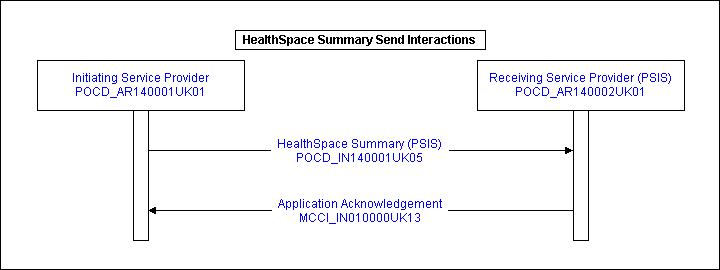 HealthSpace Summary Send Interactions
Initiating Service Provider
POCD_AR140001UK01
Receiving Service Provider (PSIS)
POCD_AR140002UK01
HealthSpace Summary (PSIS)
POCD_IN140001UK05
Application Acknowledgement
MCCI_IN010000UK13